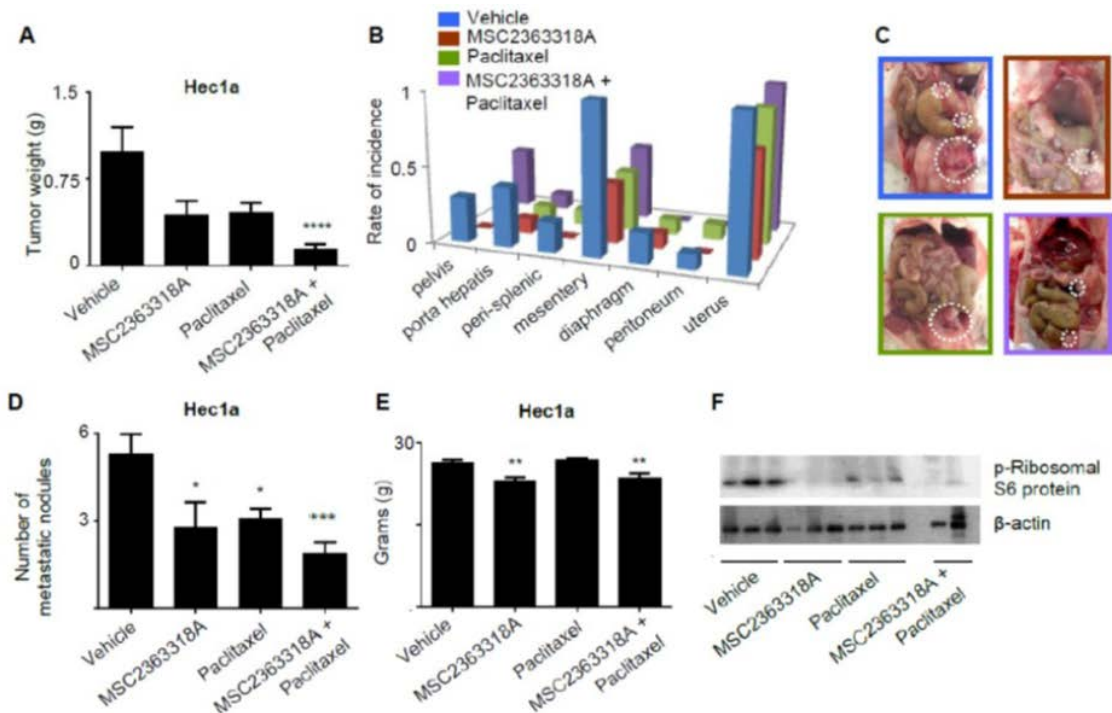 A
Hec1a
Tumor weight (g)
1.5
0.75
0
****
Vehicle
MSC2363318A
Paclitaxel
MSC2363318A +
Paclitaxel
B
Vehicle
MSC2363318A
Paclitaxel
MSC2363318A +
Paclitaxel
Rate of incidence
1
0.5
0
pelvis
porta hepatis
peri-splenic
mesentery
diaphragm
peritoneum
uterus
C
D
Hec1a
Number of
metastatic nodules
6
3
*
*
***
Vehicle
MSC2363318A
Paclitaxel
MSC2363318A +
Paclitaxel
E
Hec1a
Grams (g)
30
0
**
**
Vehicle
MSC2363318A
Paclitaxel
MSC2363318A +
Paclitaxel
F
p-Ribosomal
S6 protein
β-actin
Vehicle
MSC2363318A
Paclitaxel
MSC2363318A +
Paclitaxel